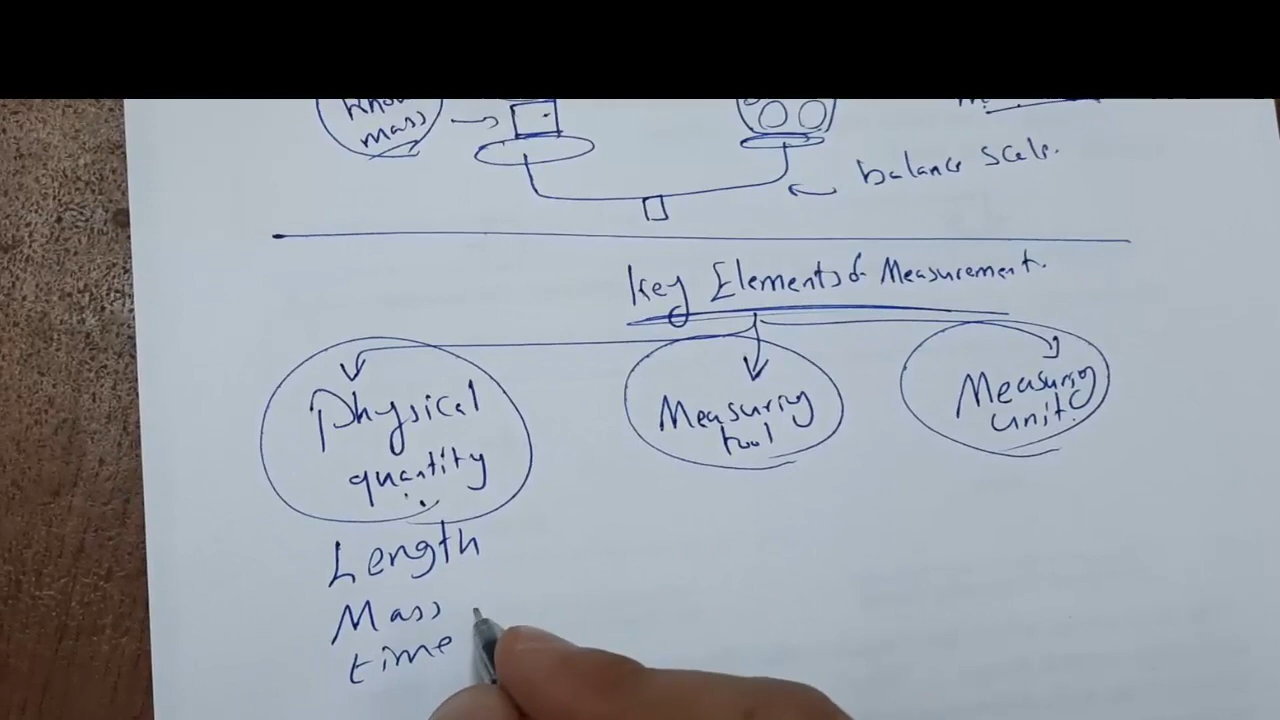 mass
balance scale.
Key Elements of Measurement.
Physical
quantity
Measuring
tool
Measuring
unit.
Length
Mass
time